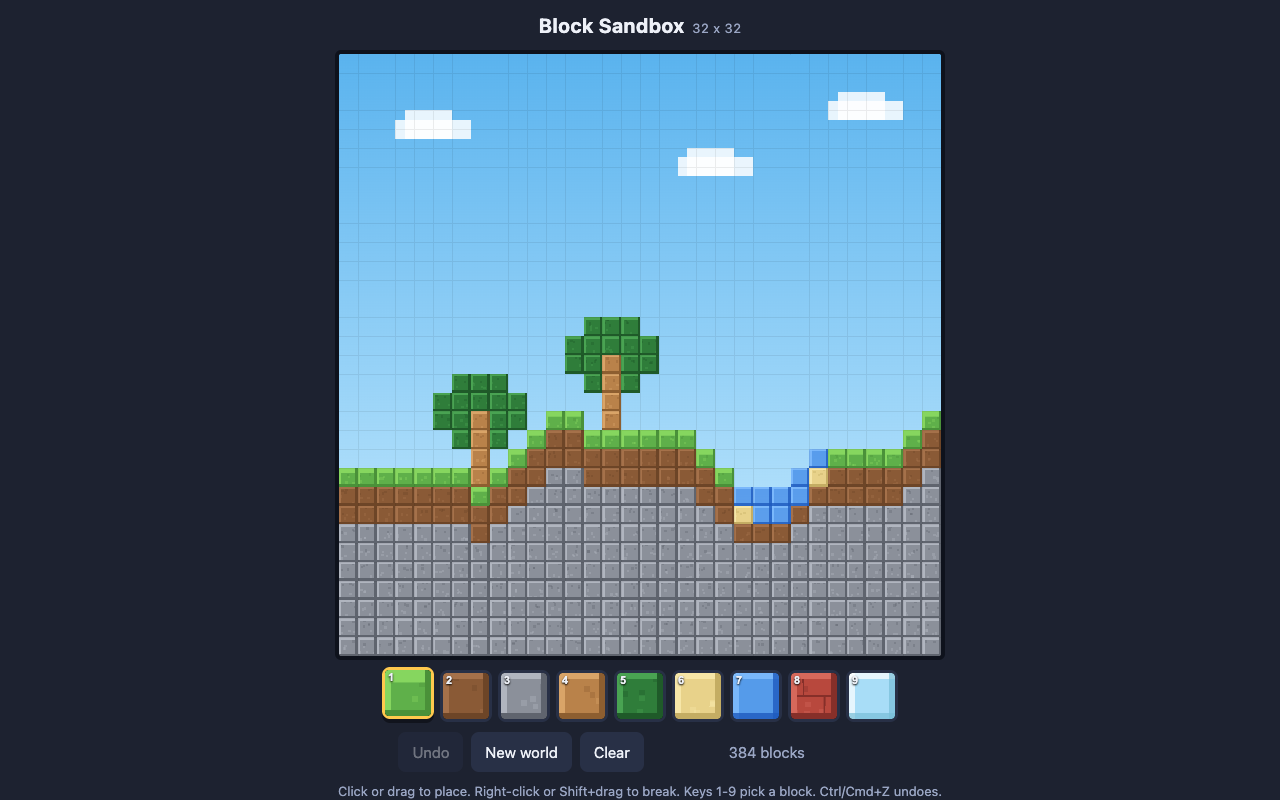 Block Sandbox 32 x 32
1 2 3 4 5 6 7 8 9
Undo New world Clear 384 blocks
Click or drag to place. Right-click or Shift+drag to break. Keys 1-9 pick a block. Ctrl/Cmd+Z undoes.